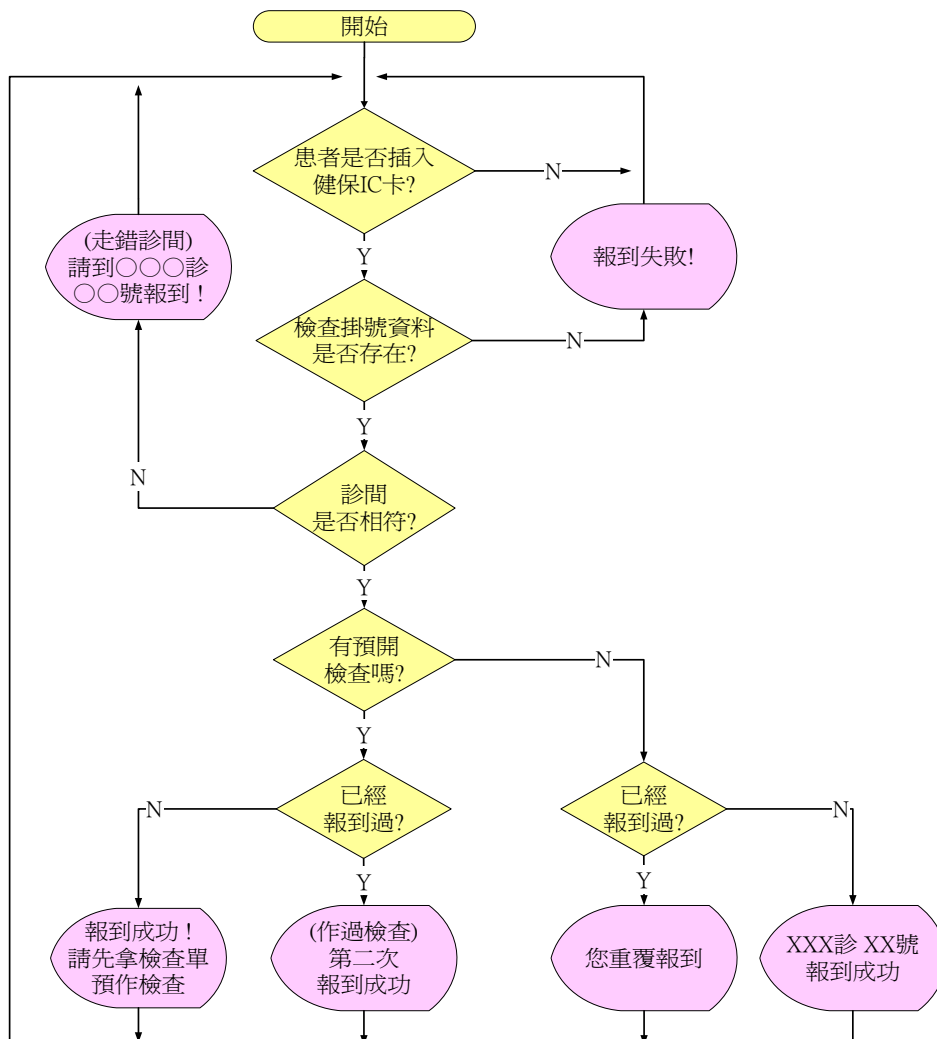 開始
患者是否插入
健保IC卡?
N
(走錯診間)
請到○○○診
○○號報到！
報到失敗!
Y
檢查掛號資料
是否存在?
N
Y
N
診間
是否相符?
Y
有預開
檢查嗎?
N
Y
已經
報到過?
N
已經
報到過?
N
Y
Y
報到成功！
請先拿檢查單
預作檢查
(作過檢查)
第二次
報到成功
您重覆報到
XXX診 XX號
報到成功